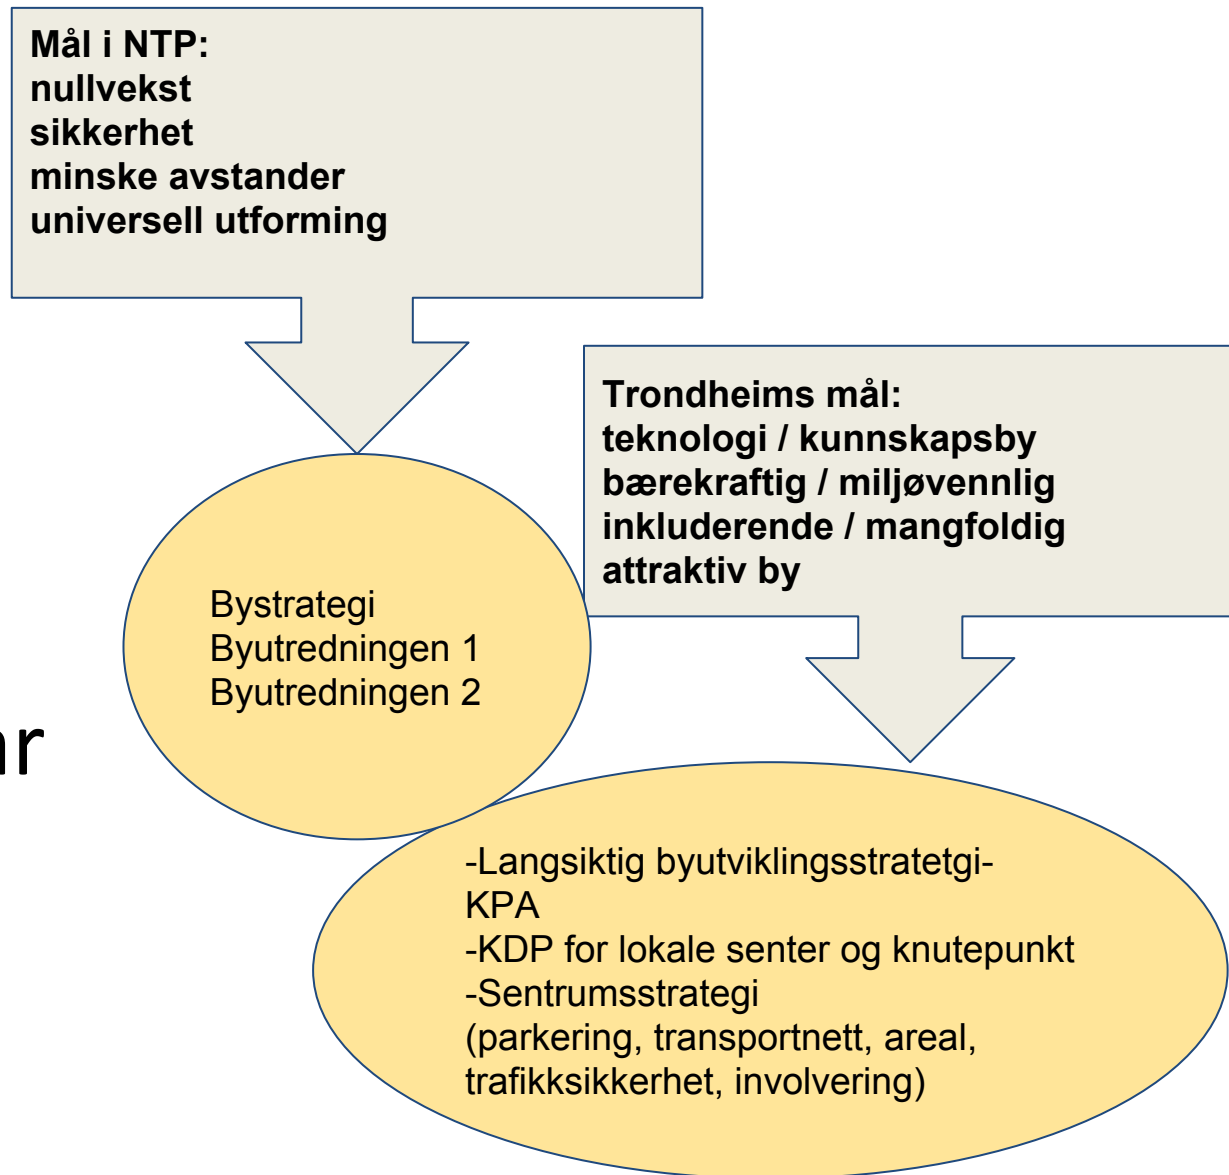 Mål i NTP:
nullvekst
sikkerhet
minske avstander
universell utforming
Trondheims mål:
teknologi / kunnskapsby
bærekraftig / miljøvennlig
inkluderende / mangfoldig
attraktiv by
Bystrategi
Byutredningen 1
Byutredningen 2
-Langsiktig byutviklingsstratetgi-
KPA
-KDP for lokale senter og knutepunkt
-Sentrumsstrategi
(parkering, transportnett, areal,
trafikksikkerhet, involvering)